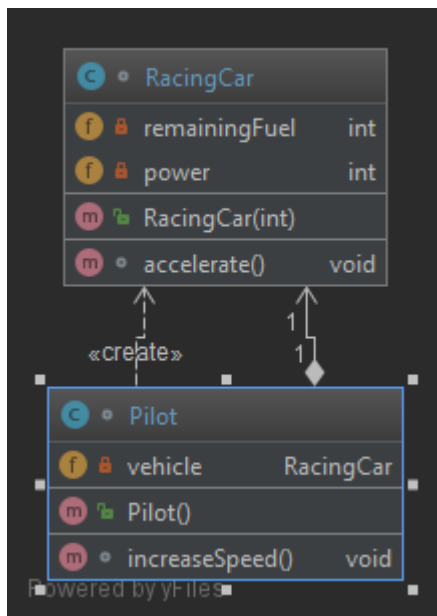 C RacingCar
f remainingFuel int
f power int
m RacingCar(int)
m accelerate() void
1
«create» 1
C Pilot
f vehicle RacingCar
m Pilot()
m increaseSpeed() void
Powered by yFiles